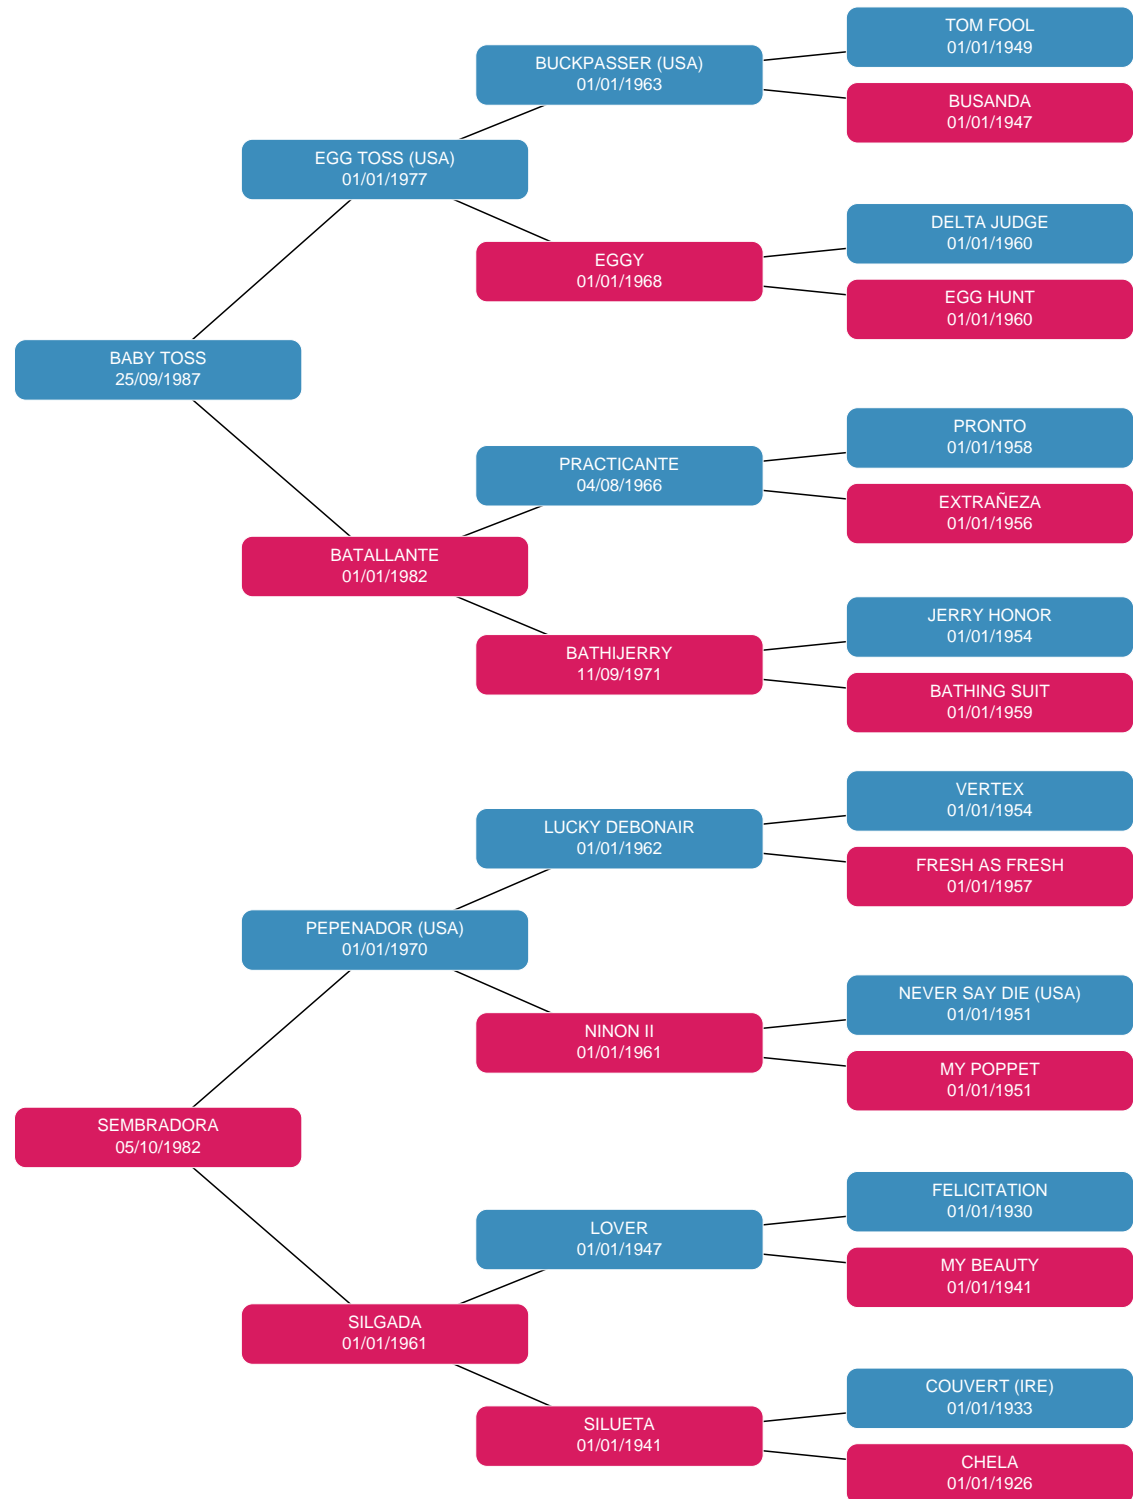 TOM FOOL
01/01/1949
BUCKPASSER (USA)
01/01/1963
BUSANDA
01/01/1947
EGG TOSS (USA)
01/01/1977
DELTA JUDGE
01/01/1960
EGGY
01/01/1968
EGG HUNT
01/01/1960
BABY TOSS
25/09/1987
PRONTO
01/01/1958
PRACTICANTE
04/08/1966
EXTRAÑEZA
01/01/1956
BATALLANTE
01/01/1982
JERRY HONOR
01/01/1954
BATHIJERRY
11/09/1971
BATHING SUIT
01/01/1959
VERTEX
01/01/1954
LUCKY DEBONAIR
01/01/1962
FRESH AS FRESH
01/01/1957
PEPENADOR (USA)
01/01/1970
NEVER SAY DIE (USA)
01/01/1951
NINON II
01/01/1961
MY POPPET
01/01/1951
SEMBRADORA
05/10/1982
FELICITATION
01/01/1930
LOVER
01/01/1947
MY BEAUTY
01/01/1941
SILGADA
01/01/1961
COUVERT (IRE)
01/01/1933
SILUETA
01/01/1941
CHELA
01/01/1926